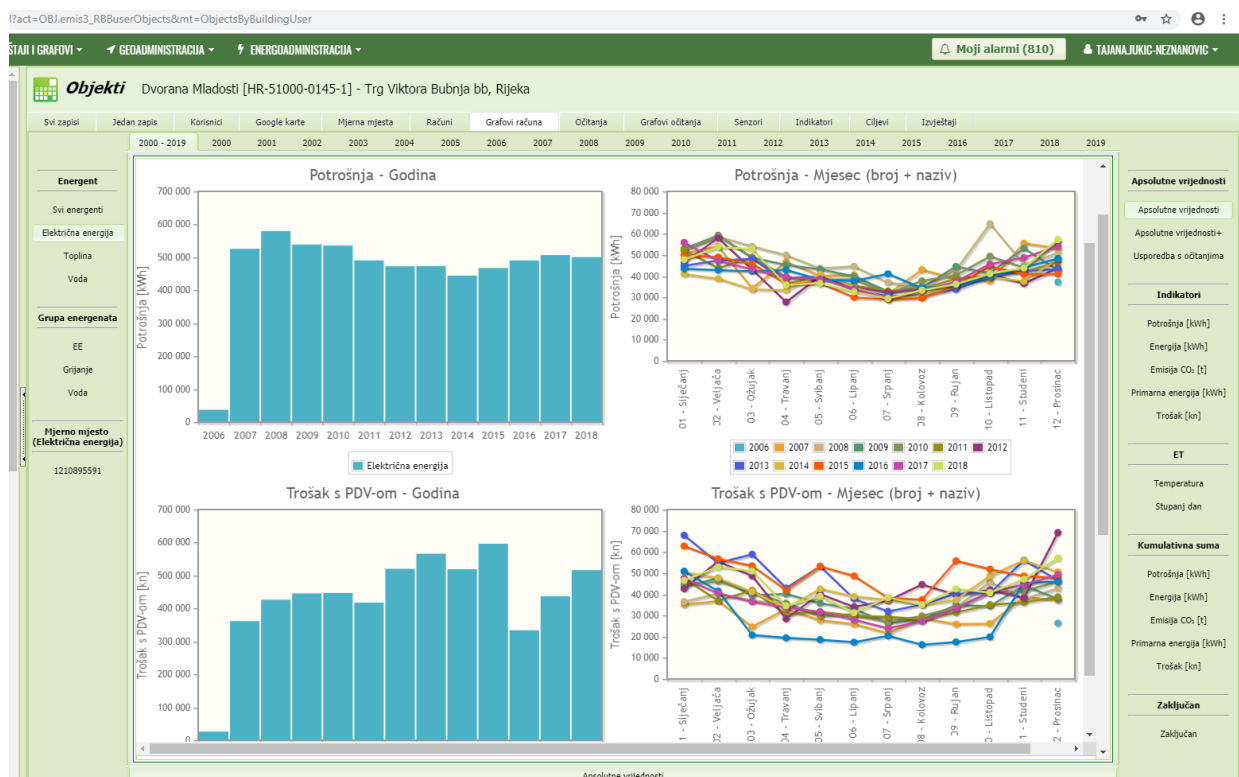 l?act=OBJ.emis3_RBBuserObjects&mt=ObjectsByBuildingUser
ŠTAJI I GRAFOVI
GEOADMINISTRACIJA
ENERGOADMINISTRACIJA
Moji alarmi (810)
TAJANA.JUKIC-NEZNANOVIC
Objekti Dvorana Mladosti [HR-51000-0145-1] - Trg Viktora Bubnja bb, Rijeka
Svi zapisi Jedan zapis Korisnici Google karte Mjerna mjesta Računi Grafovi računa Očitanja Grafovi očitanja Senzori Indikatori Ciljevi Izvještaji
2000 - 2019 2000 2001 2002 2003 2004 2005 2006 2007 2008 2009 2010 2011 2012 2013 2014 2015 2016 2017 2018 2019
Energent
Svi energenti
Električna energija
Toplina
Voda
Grupa energenata
EE
Grijanje
Voda
Mjerno mjesto
(Električna energija)
1210895591
Potrošnja - Godina
Potrošnja [kWh]
700 000
600 000
500 000
400 000
300 000
200 000
100 000
0
2006 2007 2008 2009 2010 2011 2012 2013 2014 2015 2016 2017 2018
Električna energija
Potrošnja - Mjesec (broj + naziv)
Potrošnja [kWh]
80 000
70 000
60 000
50 000
40 000
30 000
20 000
10 000
0
01 - Siječanj
02 - Veljača
03 - Ožujak
04 - Travanj
05 - Svibanj
06 - Lipanj
07 - Srpanj
08 - Kolovoz
09 - Rujan
10 - Listopad
11 - Studeni
12 - Prosinac
2006 2007 2008 2009 2010 2011 2012
2013 2014 2015 2016 2017 2018
Trošak s PDV-om - Godina
Trošak s PDV-om [kn]
700 000
600 000
500 000
400 000
300 000
200 000
100 000
0
Trošak s PDV-om - Mjesec (broj + naziv)
Trošak s PDV-om [kn]
80 000
70 000
60 000
50 000
40 000
30 000
20 000
10 000
0
1 - Siječanj
02 - Veljača
03 - Ožujak
04 - Travanj
05 - Svibanj
06 - Lipanj
07 - Srpanj
08 - Kolovoz
09 - Rujan
0 - Listopad
1 - Studeni
2 - Prosinac
Apsolutne vrijednosti
Apsolutne vrijednosti
Apsolutne vrijednosti+
Usporedba s očitanjima
Indikatori
Potrošnja [kWh]
Energija [kWh]
Emisija CO₂ [t]
Primarna energija [kWh]
Trošak [kn]
ET
Temperatura
Stupanj dan
Kumulativna suma
Potrošnja [kWh]
Energija [kWh]
Emisija CO₂ [t]
Primarna energija [kWh]
Trošak [kn]
Zaključan
Zaključan
Apsolutne vrijednosti